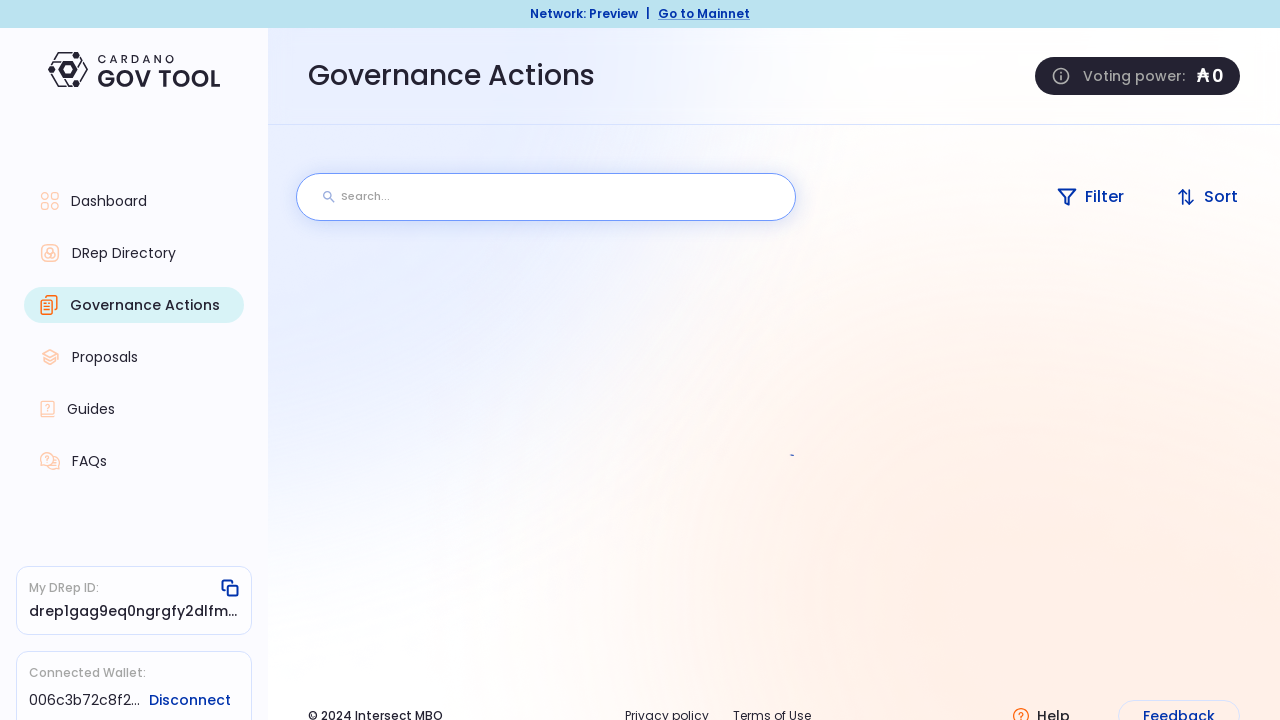 Network: Preview | Go to Mainnet
CARDANO
GOV TOOL
Governance Actions
Voting power: ₳0
Search...
Filter
Sort
Dashboard
DRep Directory
Governance Actions
Proposals
Guides
FAQs
My DRep ID:
drep1gag9eq0ngrgfy2dlfm...
Connected Wallet:
006c3b72c8f2... Disconnect
© 2024 Intersect MBO
Privacy policy
Terms of Use
Help
Feedback